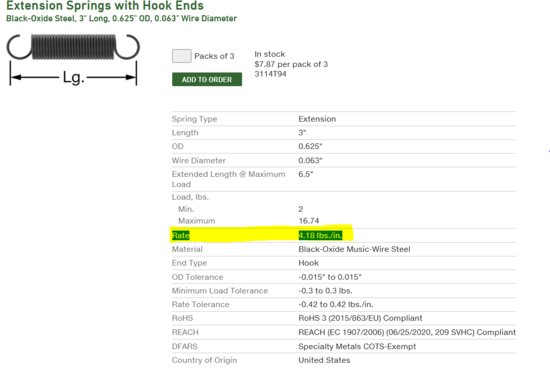 Extension Springs with Hook Ends
Black-Oxide Steel, 3" Long, 0.625" OD, 0.063" Wire Diameter
Lg.
Packs of 3
ADD TO ORDER
In stock
$7.87 per pack of 3
3114T94
Spring Type Extension
Length 3"
OD 0.625"
Wire Diameter 0.063"
Extended Length @ Maximum Load 6.5"
Load, lbs.
Min. 2
Maximum 16.74
Rate 4.18 lbs./in.
Material Black-Oxide Music-Wire Steel
End Type Hook
OD Tolerance -0.015" to 0.015"
Minimum Load Tolerance -0.3 to 0.3 lbs.
Rate Tolerance -0.42 to 0.42 lbs./in.
RoHS RoHS 3 (2015/863/EU) Compliant
REACH REACH (EC 1907/2006) (06/25/2020, 209 SVHC) Compliant
DFARS Specialty Metals COTS-Exempt
Country of Origin United States